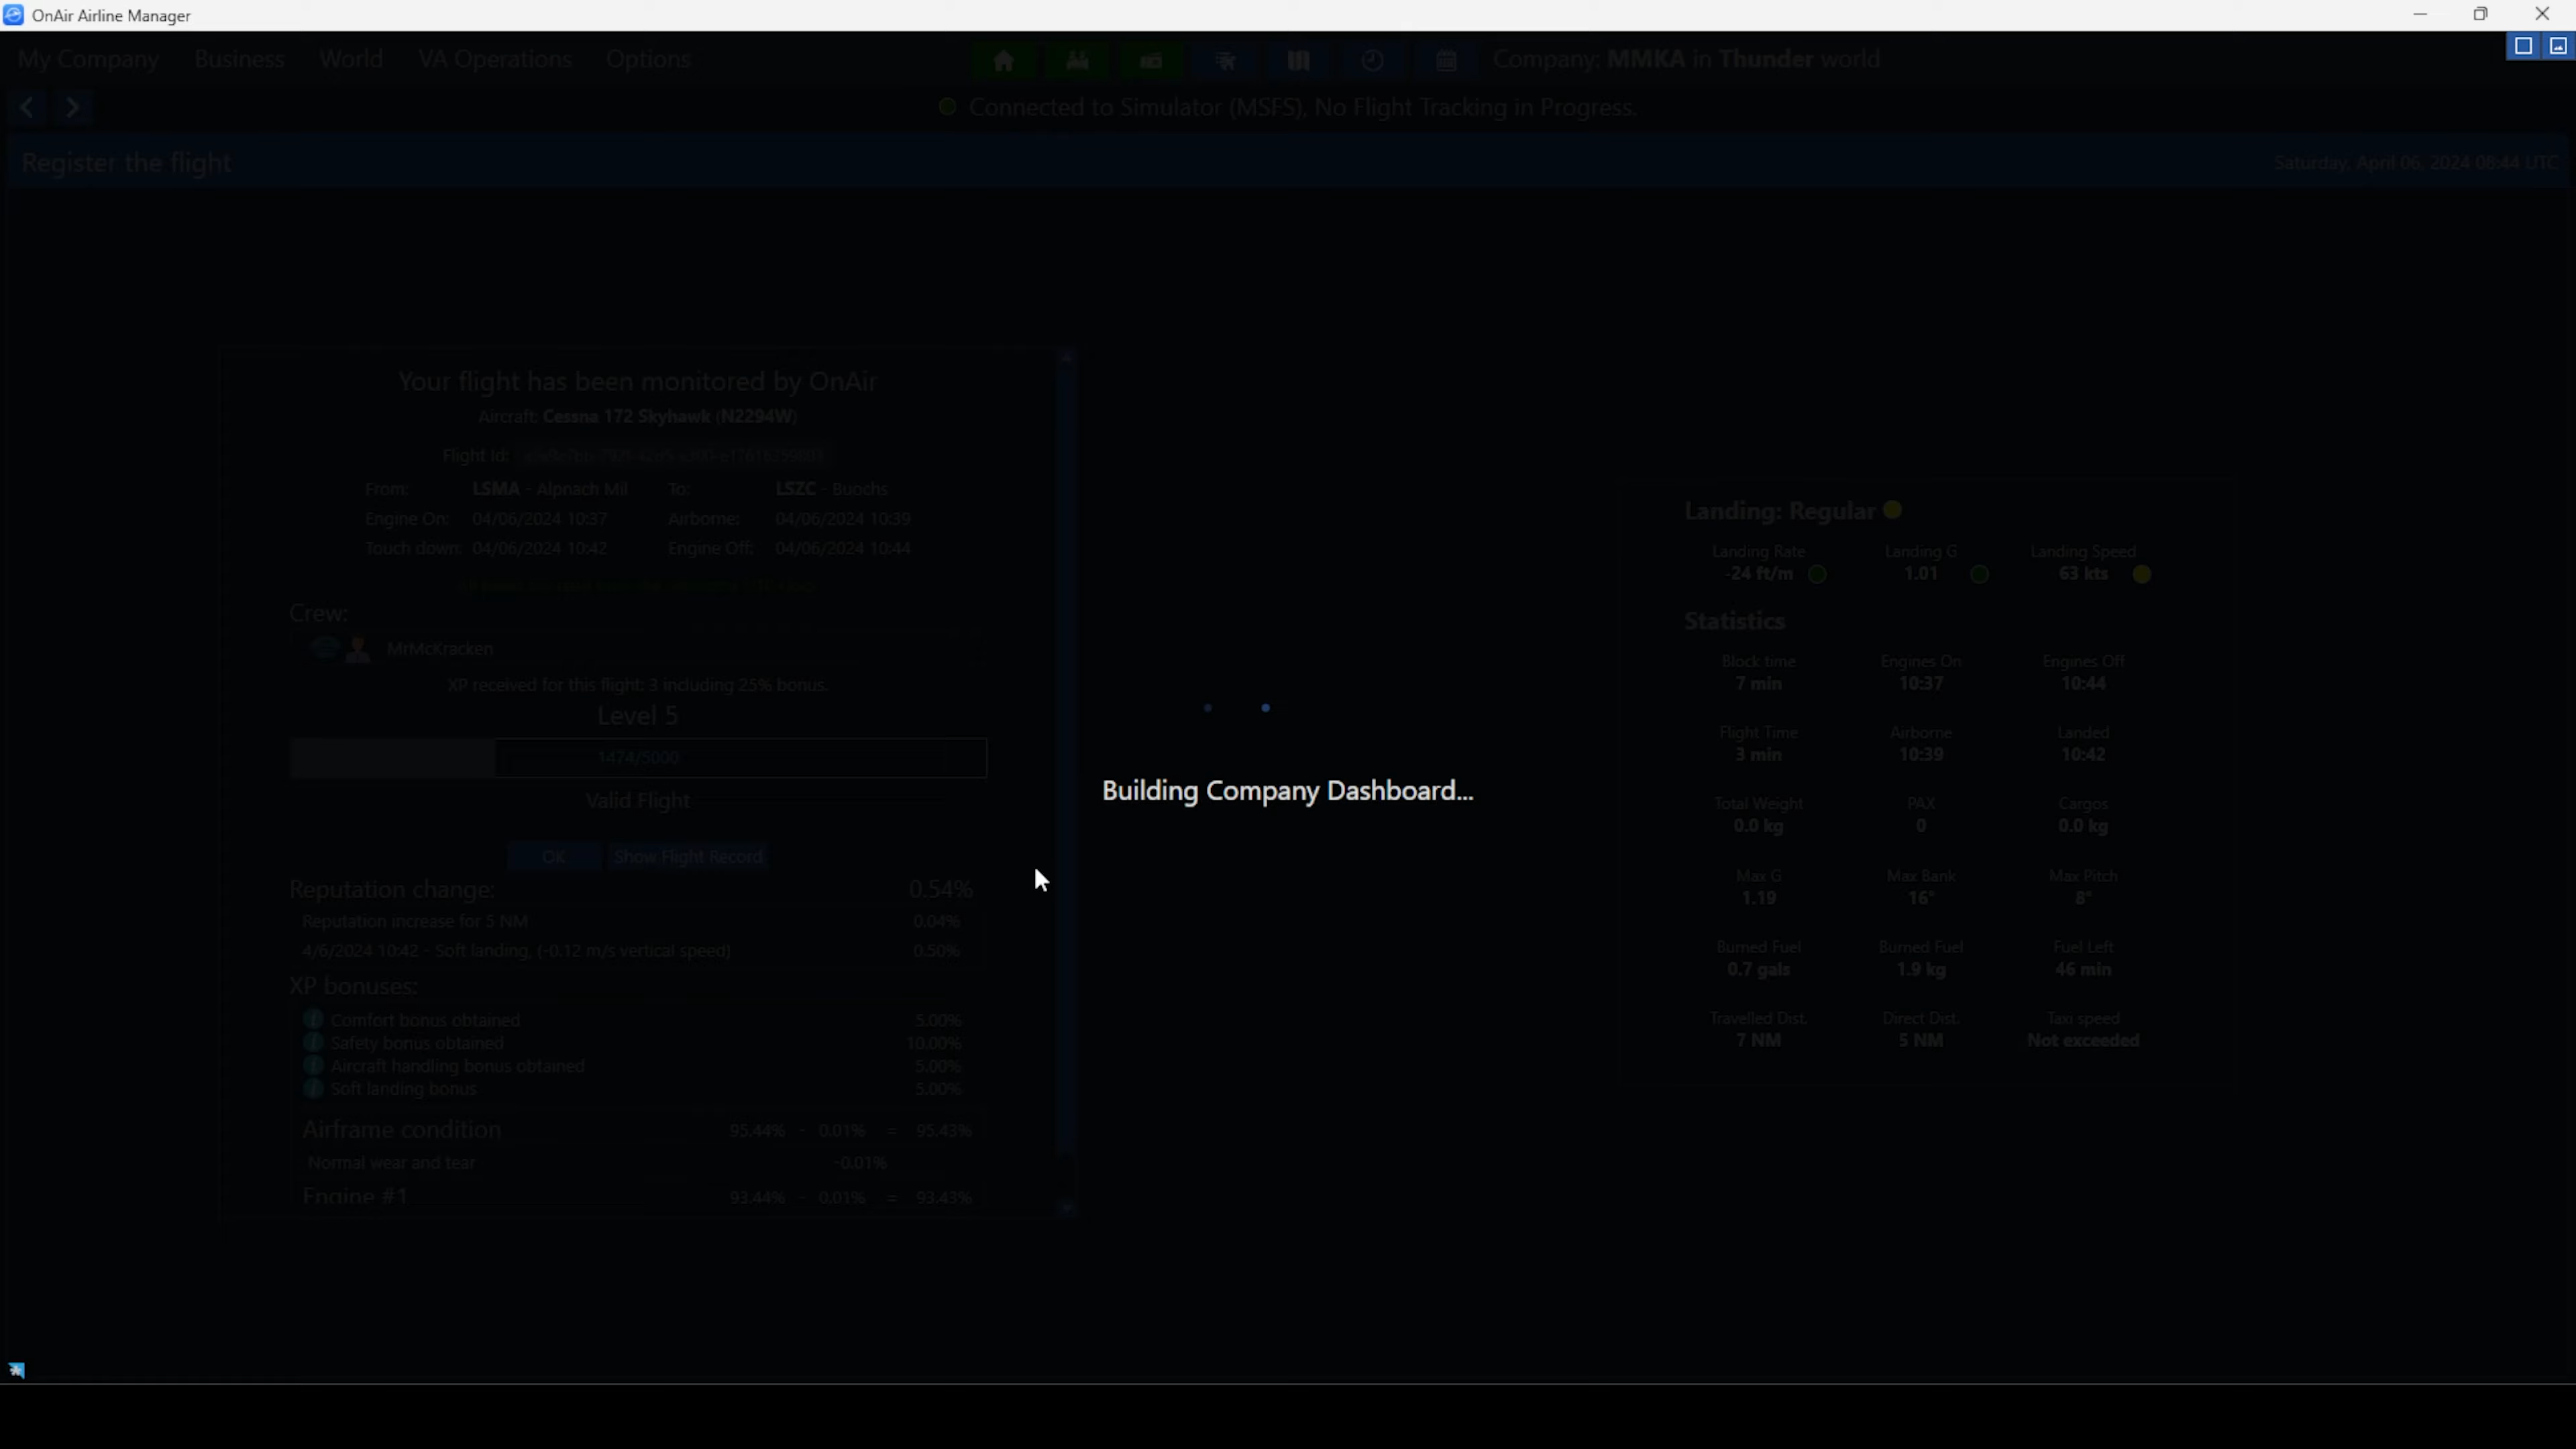 OnAir Airline Manager
My Company Business World VA Operations Options Company: MMKA in Thunder world
Connected to Simulator (MSFS), No Flight Tracking in Progress.
Register the flight Saturday, April 06, 2024 08:44 UTC
Your flight has been monitored by OnAir
Aircraft: Cessna 172 Skyhawk (N2294W)
Flight Id:
From: LSMA - Alpnach Mil To: LSZC - Buochs
Engine On: 04/06/2024 10:37 Airborne: 04/06/2024 10:39
Touch down: 04/06/2024 10:42 Engine Off: 04/06/2024 10:44
Crew:
MrMcKracken
XP received for this flight: 3 including 25% bonus.
Level 5
1474/5000
Valid Flight
OK Show Flight Record
Reputation change: 0.54%
Reputation increase for 5 NM 0.04%
4/6/2024 10:42 - Soft landing, (-0.12 m/s vertical speed) 0.50%
XP bonuses:
Comfort bonus obtained 5.00%
Safety bonus obtained 10.00%
Aircraft handling bonus obtained 5.00%
Soft landing bonus 5.00%
Airframe condition 95.44% - 0.01% = 95.43%
Normal wear and tear -0.01%
Engine #1 93.44% - 0.01% = 93.43%
Building Company Dashboard...
Landing: Regular
Landing Rate Landing G Landing Speed
-24 ft/m 1.01 63 kts
Statistics
Block time Engines On Engines Off
7 min 10:37 10:44
Flight Time Airborne Landed
3 min 10:39 10:42
Total Weight PAX Cargos
0.0 kg 0 0.0 kg
Max G Max Bank Max Pitch
1.19 16° 8°
Burned Fuel Burned Fuel Fuel Left
0.7 gals 1.9 kg 46 min
Travelled Dist. Direct Dist. Taxi speed
7 NM 5 NM Not exceeded